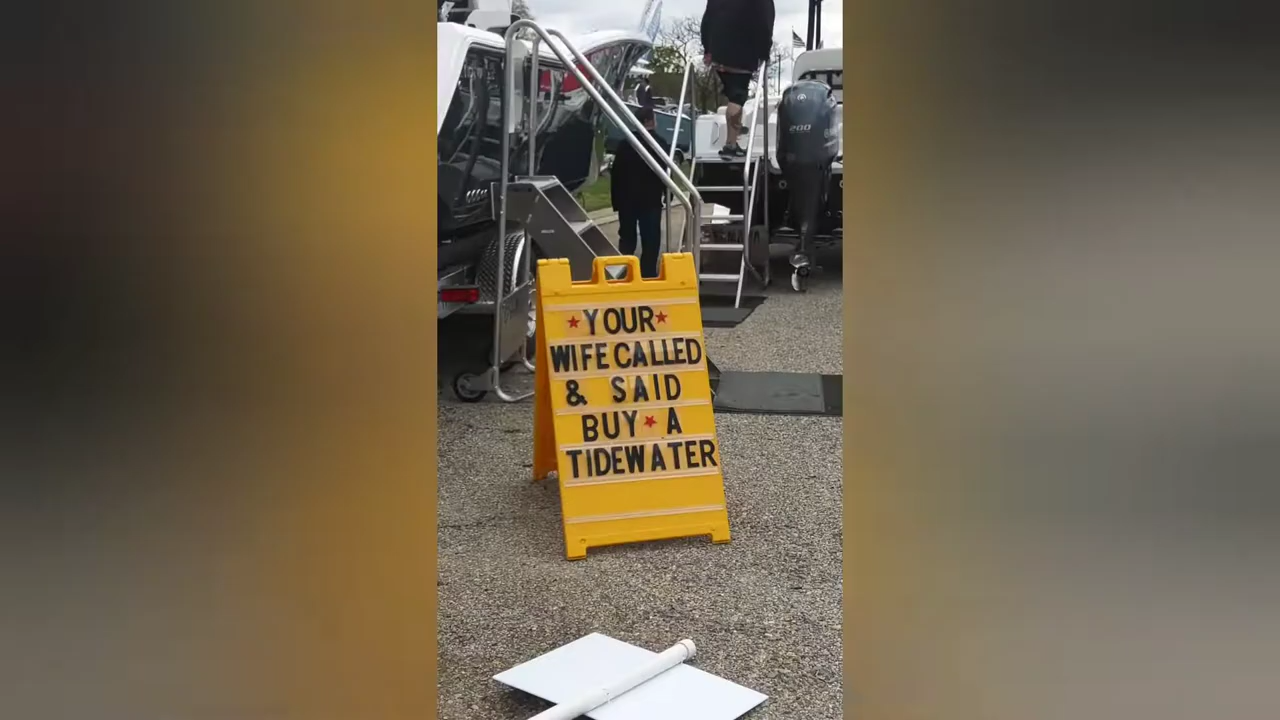 200
★YOUR★
WIFE CALLED
& SAID
BUY★A
TIDEWATER